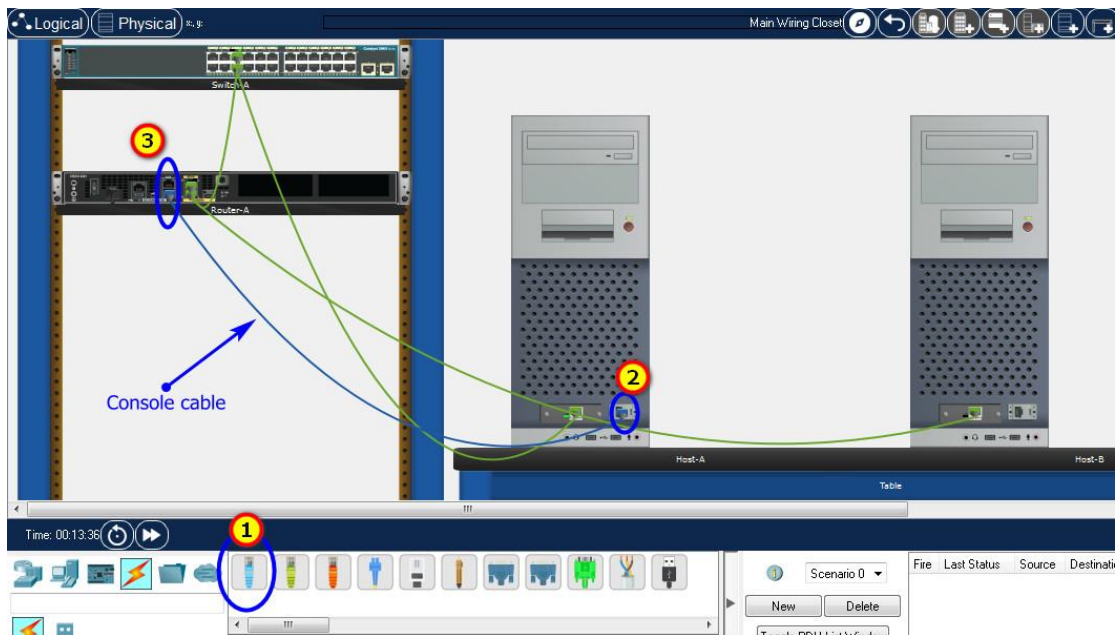 Logical Physical x:, y: Main Wiring Closet
Switch-A
3
Router-A
Console cable
2
Host-A Host-B
Table
Time: 00:13:36
1
Scenario 0
Fire Last Status Source Destinati
New Delete